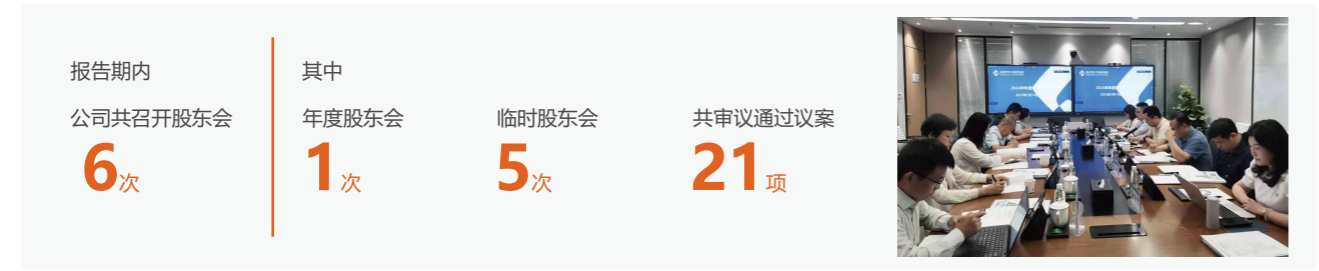 报告期内
公司共召开股东会
6次
其中
年度股东会
1次
临时股东会
5次
共审议通过议案
21项